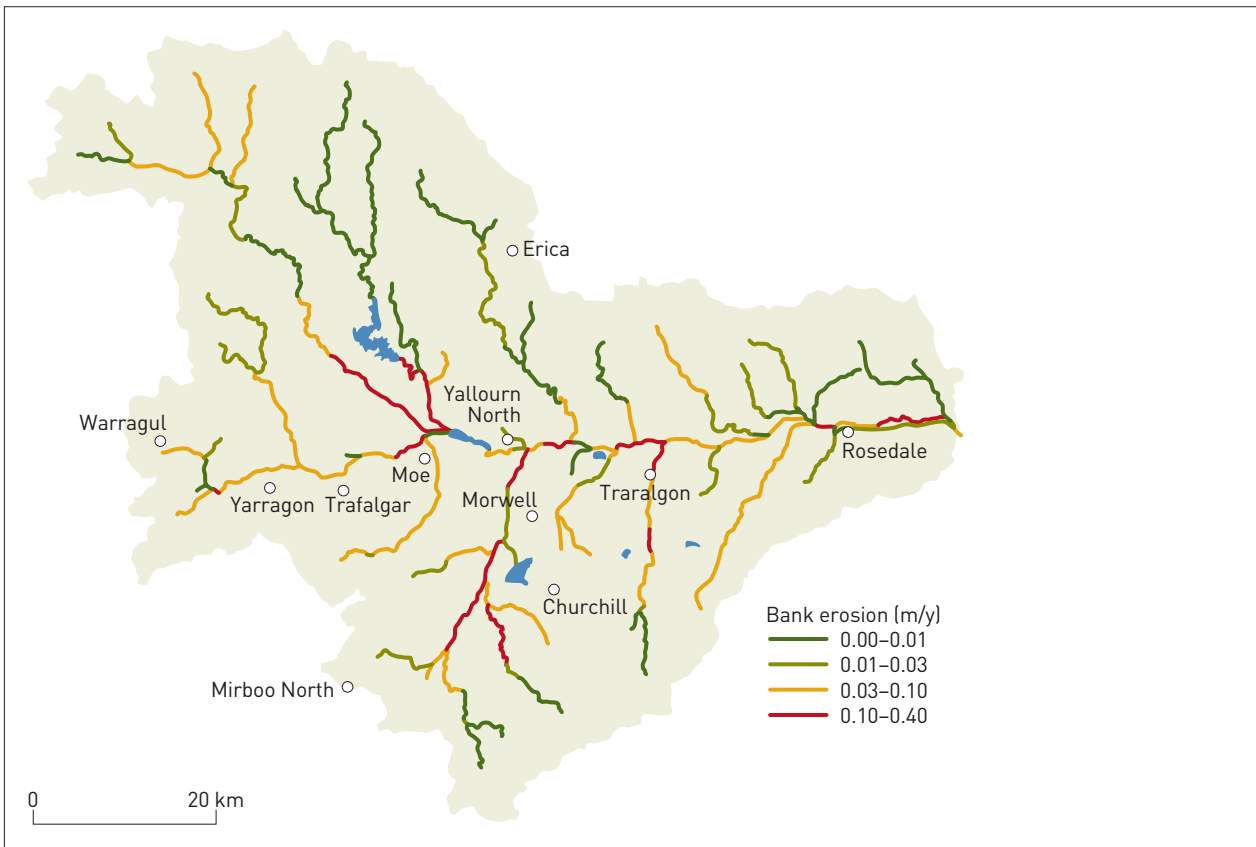 Erica
Yallourn
North
Warragul
Rosedale
Moe
Yarragon
Trafalgar
Morwell
Traralgon
Churchill
Bank erosion (m/y)
0.00–0.01
0.01–0.03
0.03–0.10
0.10–0.40
Mirboo North
0 20 km